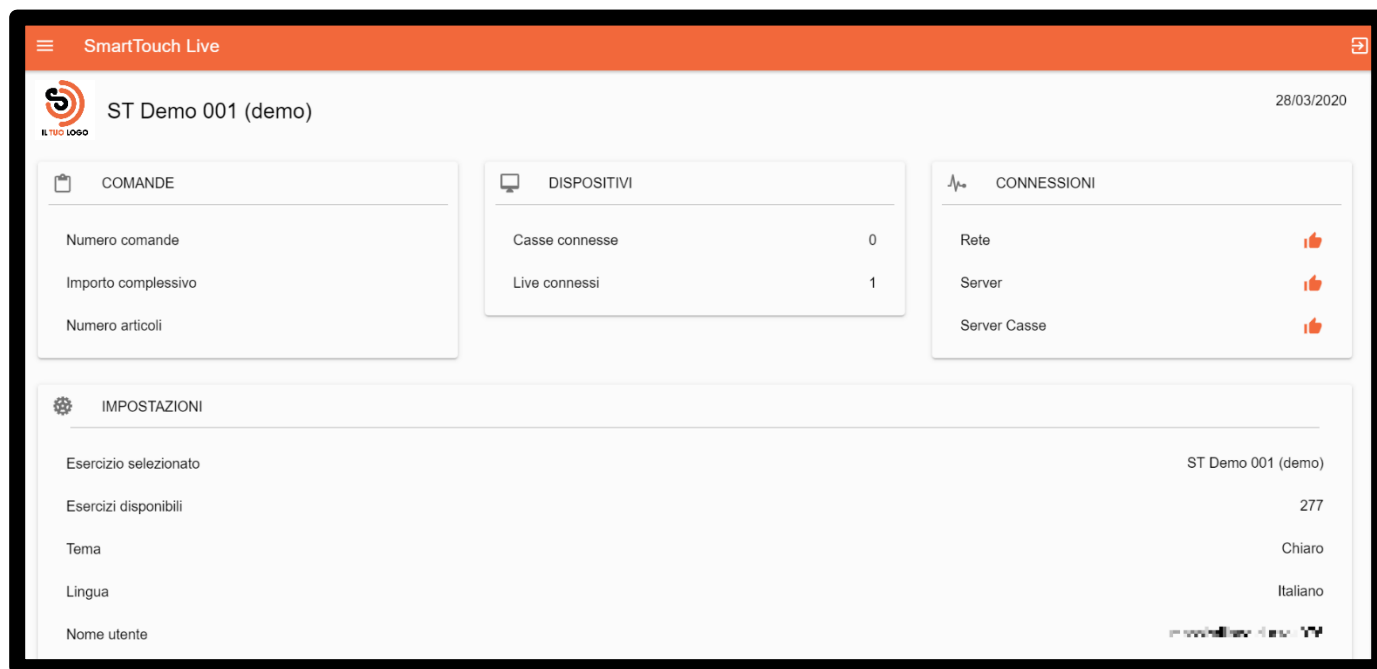 SmartTouch Live
IL TUO LOGO
ST Demo 001 (demo)
28/03/2020
COMANDE
Numero comande
Importo complessivo
Numero articoli
DISPOSITIVI
Casse connesse 0
Live connessi 1
CONNESSIONI
Rete
Server
Server Casse
IMPOSTAZIONI
Esercizio selezionato ST Demo 001 (demo)
Esercizi disponibili 277
Tema Chiaro
Lingua Italiano
Nome utente